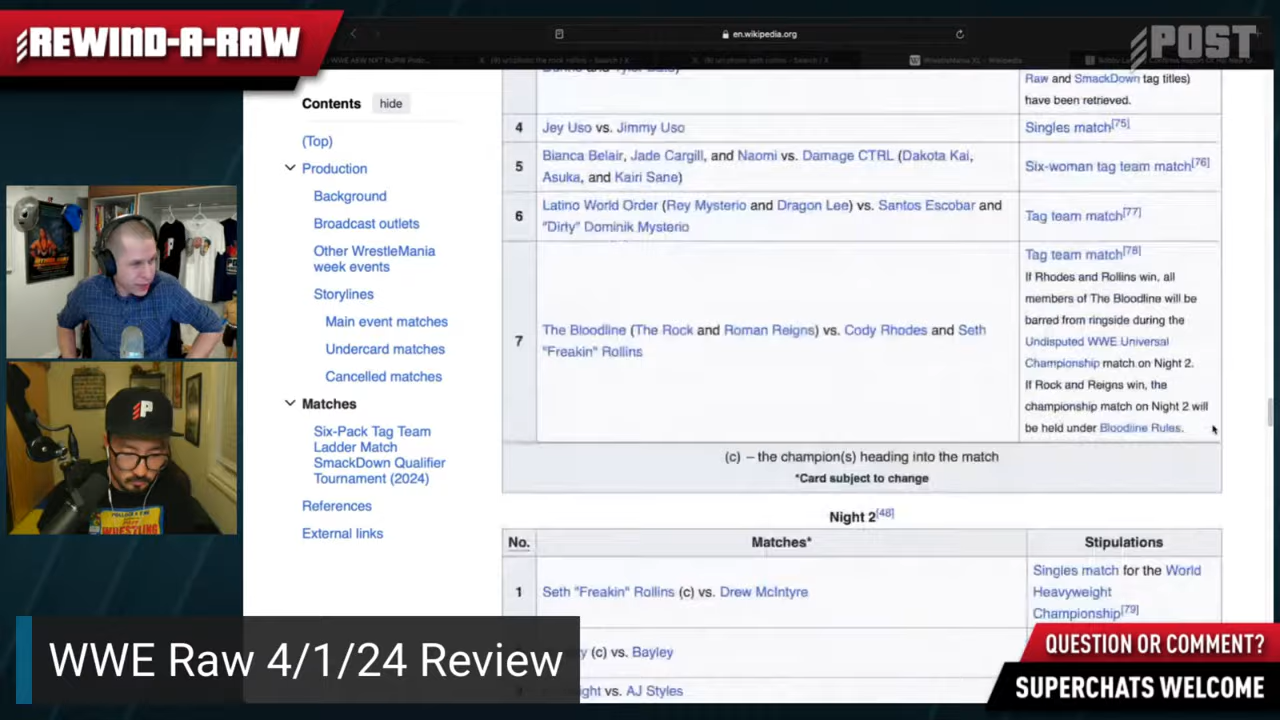 REWIND-A-RAW
POST
en.wikipedia.org
Contents
hide
(Top)
Production
Background
Broadcast outlets
Other WrestleMania
week events
Storylines
Main event matches
Undercard matches
Cancelled matches
Matches
Six-Pack Tag Team
Ladder Match
SmackDown Qualifier
Tournament (2024)
References
External links
Raw and SmackDown tag titles)
have been retrieved.
4
Jey Uso vs. Jimmy Uso
Singles match[75]
5
Bianca Belair, Jade Cargill, and Naomi vs. Damage CTRL (Dakota Kai,
Asuka, and Kairi Sane)
Six-woman tag team match[76]
6
Latino World Order (Rey Mysterio and Dragon Lee) vs. Santos Escobar and
"Dirty" Dominik Mysterio
Tag team match[77]
7
The Bloodline (The Rock and Roman Reigns) vs. Cody Rhodes and Seth
"Freakin" Rollins
Tag team match[78]
If Rhodes and Rollins win, all
members of The Bloodline will be
barred from ringside during the
Undisputed WWE Universal
Championship match on Night 2.
If Rock and Reigns win, the
championship match on Night 2 will
be held under Bloodline Rules.
(c) – the champion(s) heading into the match
*Card subject to change
Night 2[48]
No.
Matches*
Stipulations
1
Seth "Freakin" Rollins (c) vs. Drew McIntyre
Singles match for the World
Heavyweight
Championship[79]
(c) vs. Bayley
vs. AJ Styles
WWE Raw 4/1/24 Review
QUESTION OR COMMENT?
SUPERCHATS WELCOME